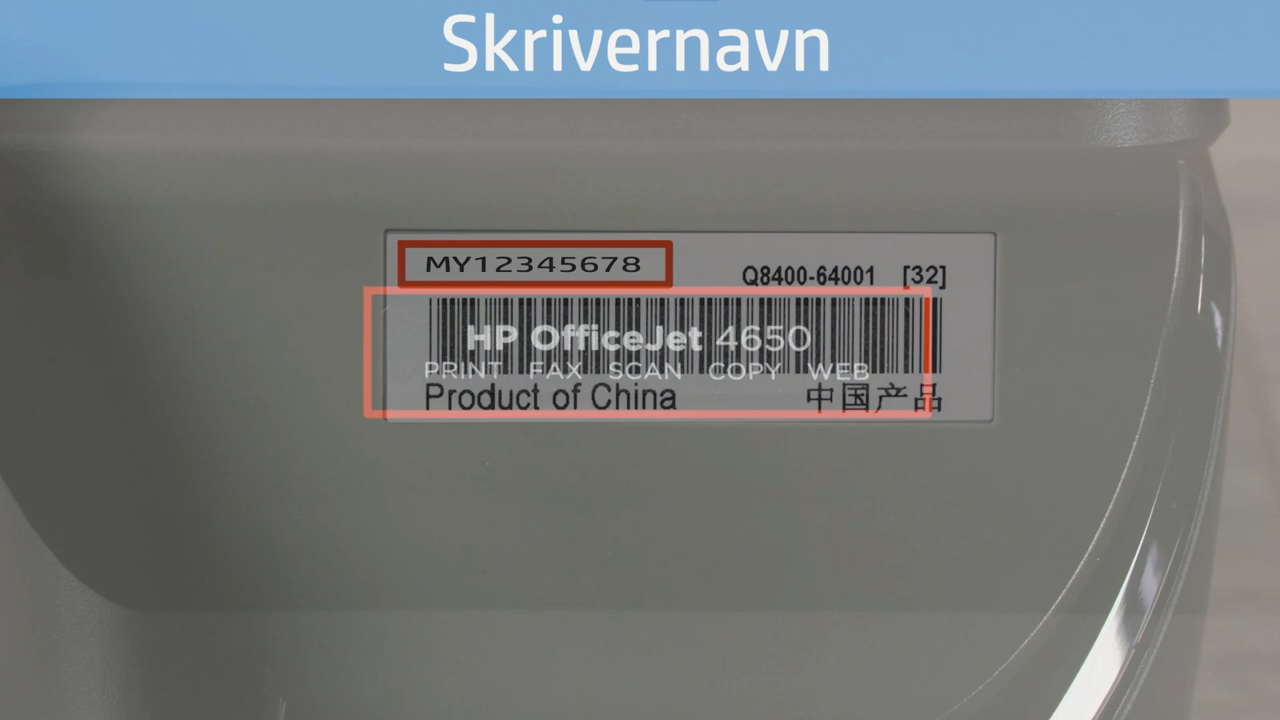 Skrivernavn
MY12345678
Q8400-64001 [32]
HP OfficeJet 4650
PRINT FAX SCAN COPY WEB
Product of China 中国产品